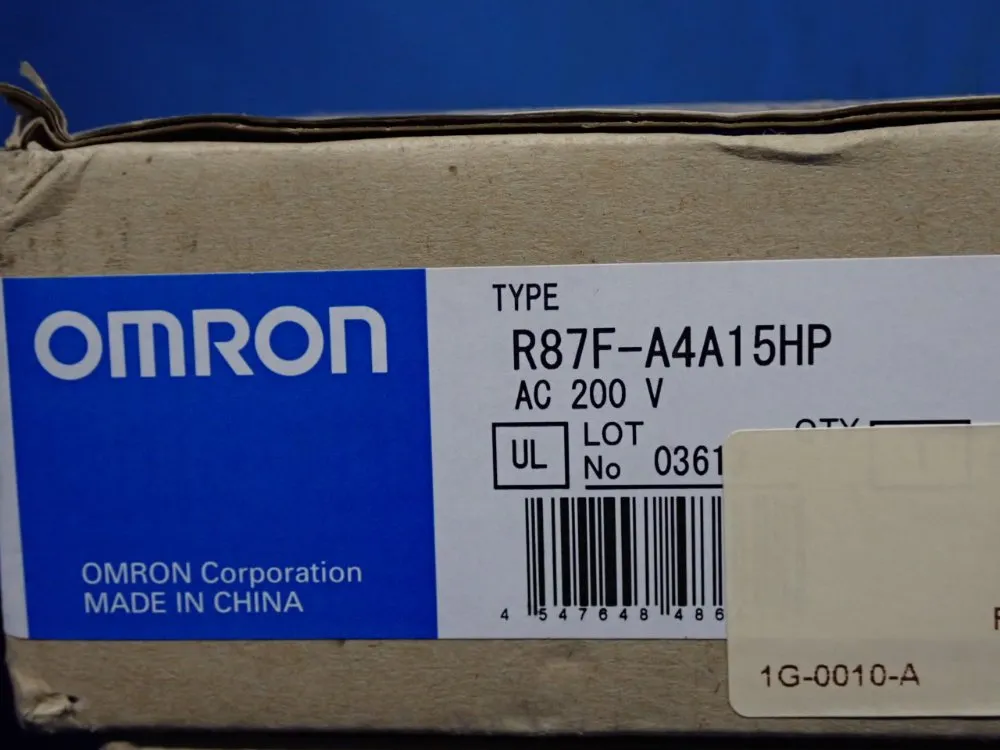 OMRON
TYPE
R87F-A4A15HP
AC 200 V
UL
LOT
No 0361
QTY
4 547648 486
OMRON Corporation
MADE IN CHINA
1G-0010-A